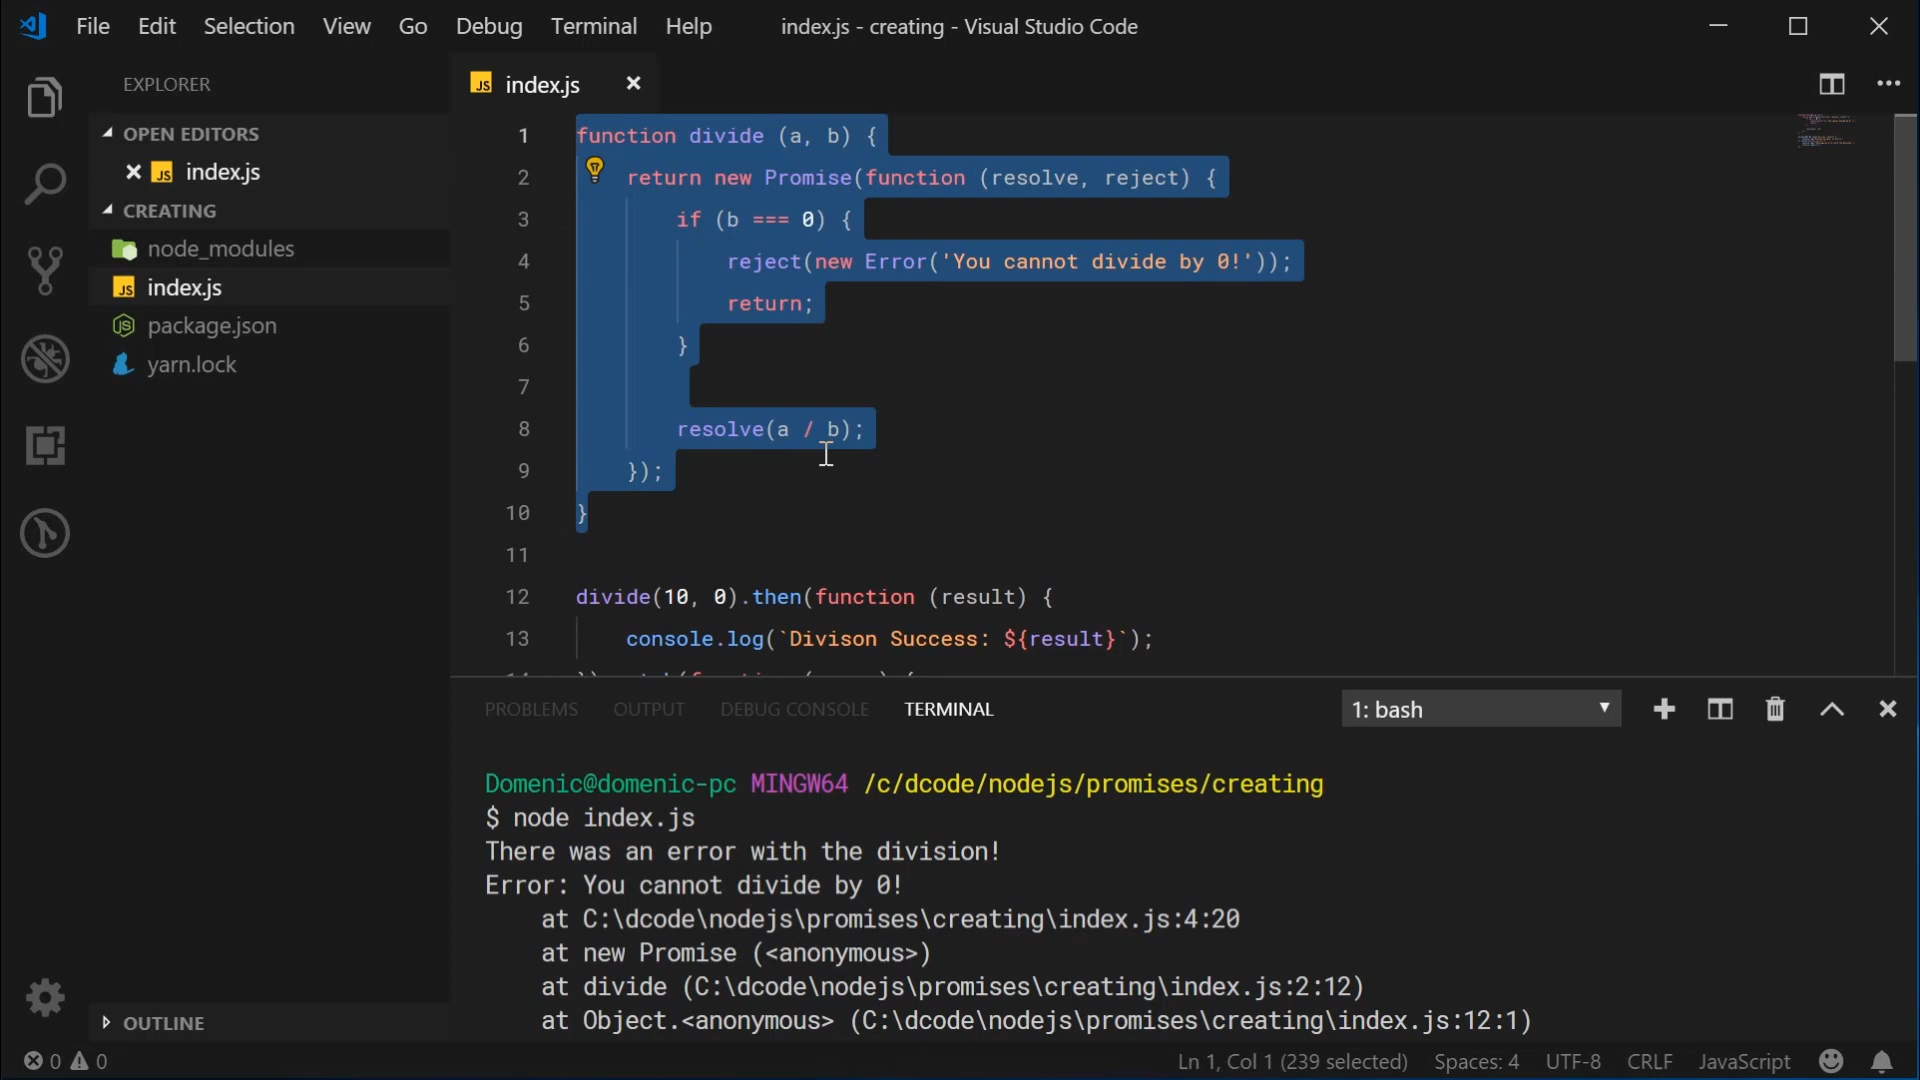 File Edit Selection View Go Debug Terminal Help index.js - creating - Visual Studio Code
EXPLORER
OPEN EDITORS
JS index.js
CREATING
node_modules
JS index.js
package.json
yarn.lock
OUTLINE
JS index.js
1 function divide (a, b) {
2 return new Promise(function (resolve, reject) {
3 if (b === 0) {
4 reject(new Error('You cannot divide by 0!'));
5 return;
6 }
7
8 resolve(a / b);
9 });
10 }
11
12 divide(10, 0).then(function (result) {
13 console.log(`Divison Success: ${result}`);
PROBLEMS OUTPUT DEBUG CONSOLE TERMINAL 1: bash
Domenic@domenic-pc MINGW64 /c/dcode/nodejs/promises/creating
$ node index.js
There was an error with the division!
Error: You cannot divide by 0!
at C:\dcode\nodejs\promises\creating\index.js:4:20
at new Promise (<anonymous>)
at divide (C:\dcode\nodejs\promises\creating\index.js:2:12)
at Object.<anonymous> (C:\dcode\nodejs\promises\creating\index.js:12:1)
0 0 Ln 1, Col 1 (239 selected) Spaces: 4 UTF-8 CRLF JavaScript